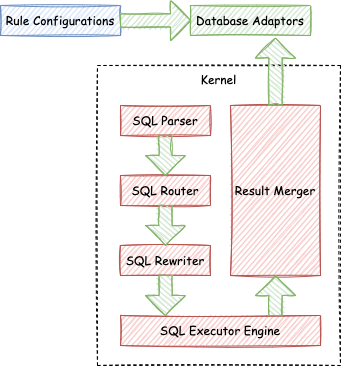 Rule Configurations
Database Adaptors
Kernel
SQL Parser
SQL Router
Result Merger
SQL Rewriter
SQL Executor Engine